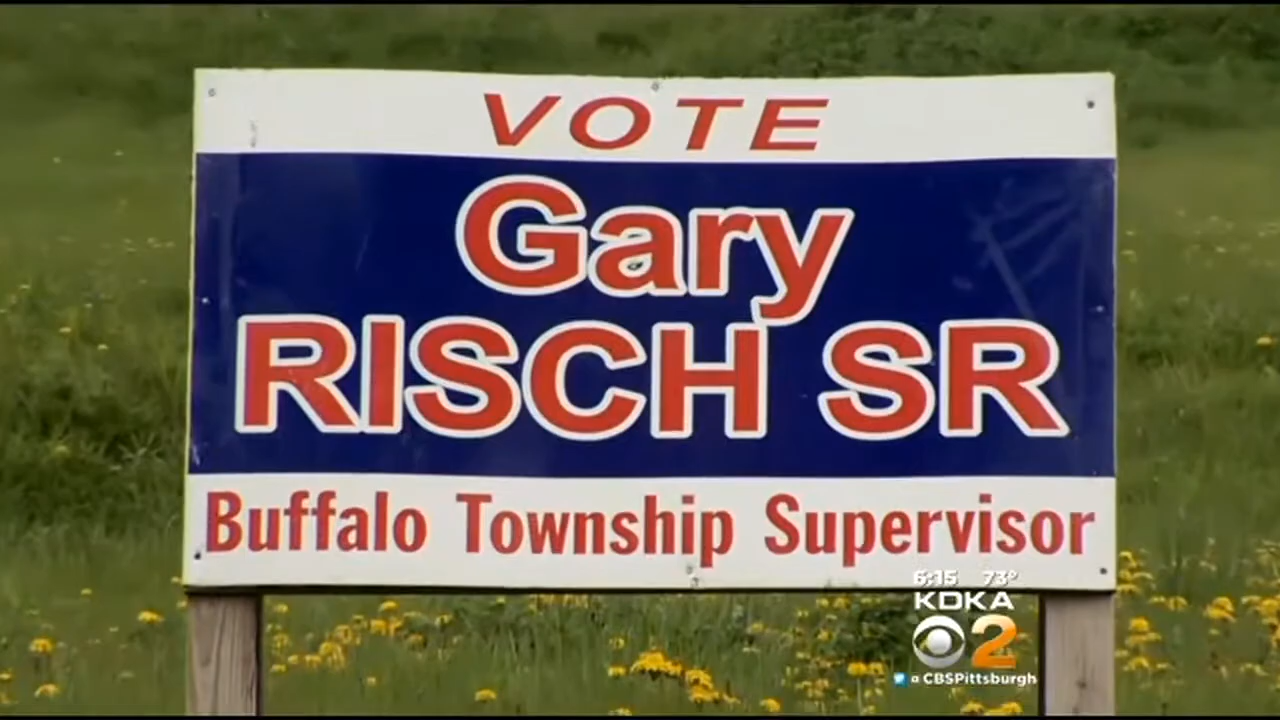 VOTE
Gary
RISCH SR
Buffalo Township Supervisor
6:15 73°
KDKA
2
@CBSPittsburgh